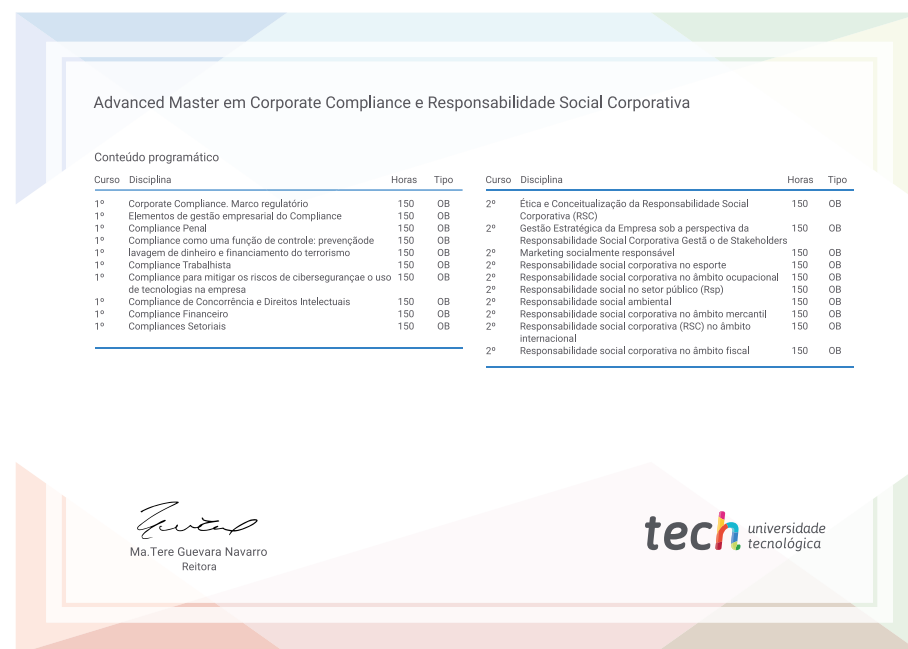 Advanced Master em Corporate Compliance e Responsabilidade Social Corporativa
Conteúdo programático
Curso Disciplina Horas Tipo
1º Corporate Compliance. Marco regulatório 150 OB
1º Elementos de gestão empresarial do Compliance 150 OB
1º Compliance Penal 150 OB
1º Compliance como uma função de controle: prevençãode 150 OB
1º lavagem de dinheiro e financiamento do terrorismo 150 OB
1º Compliance Trabalhista 150 OB
1º Compliance para mitigar os riscos de cibersegurançae o uso 150 OB
de tecnologias na empresa
1º Compliance de Concorrência e Direitos Intelectuais 150 OB
1º Compliance Financeiro 150 OB
1º Compliances Setoriais 150 OB
Curso Disciplina Horas Tipo
2º Ética e Conceitualização da Responsabilidade Social 150 OB
Corporativa (RSC)
2º Gestão Estratégica da Empresa sob a perspectiva da 150 OB
Responsabilidade Social Corporativa Gestã o de Stakeholders
2º Marketing socialmente responsável 150 OB
2º Responsabilidade social corporativa no esporte 150 OB
2º Responsabilidade social corporativa no âmbito ocupacional 150 OB
2º Responsabilidade social no setor público (Rsp) 150 OB
2º Responsabilidade social ambiental 150 OB
2º Responsabilidade social corporativa no âmbito mercantil 150 OB
2º Responsabilidade social corporativa (RSC) no âmbito 150 OB
internacional
2º Responsabilidade social corporativa no âmbito fiscal 150 OB
Ma.Tere Guevara Navarro
Reitora
tech universidade
tecnológica